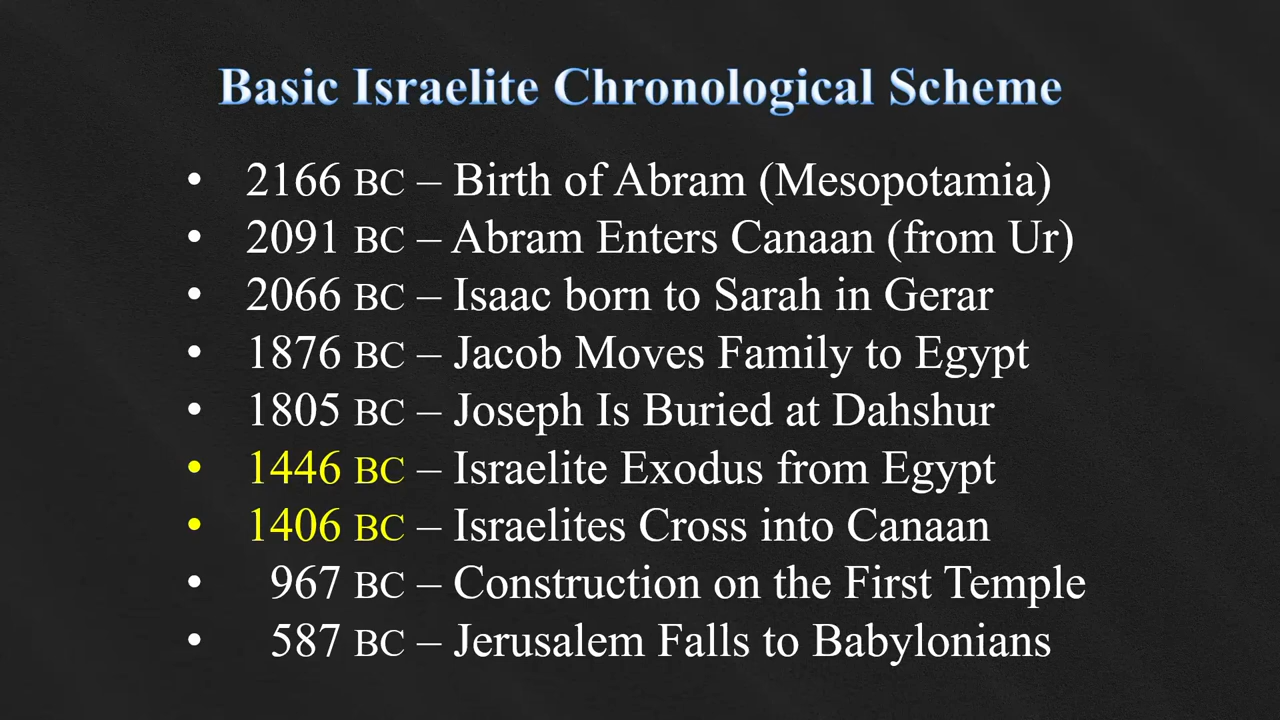 Basic Israelite Chronological Scheme
• 2166 BC – Birth of Abram (Mesopotamia)
• 2091 BC – Abram Enters Canaan (from Ur)
• 2066 BC – Isaac born to Sarah in Gerar
• 1876 BC – Jacob Moves Family to Egypt
• 1805 BC – Joseph Is Buried at Dahshur
• 1446 BC – Israelite Exodus from Egypt
• 1406 BC – Israelites Cross into Canaan
• 967 BC – Construction on the First Temple
• 587 BC – Jerusalem Falls to Babylonians